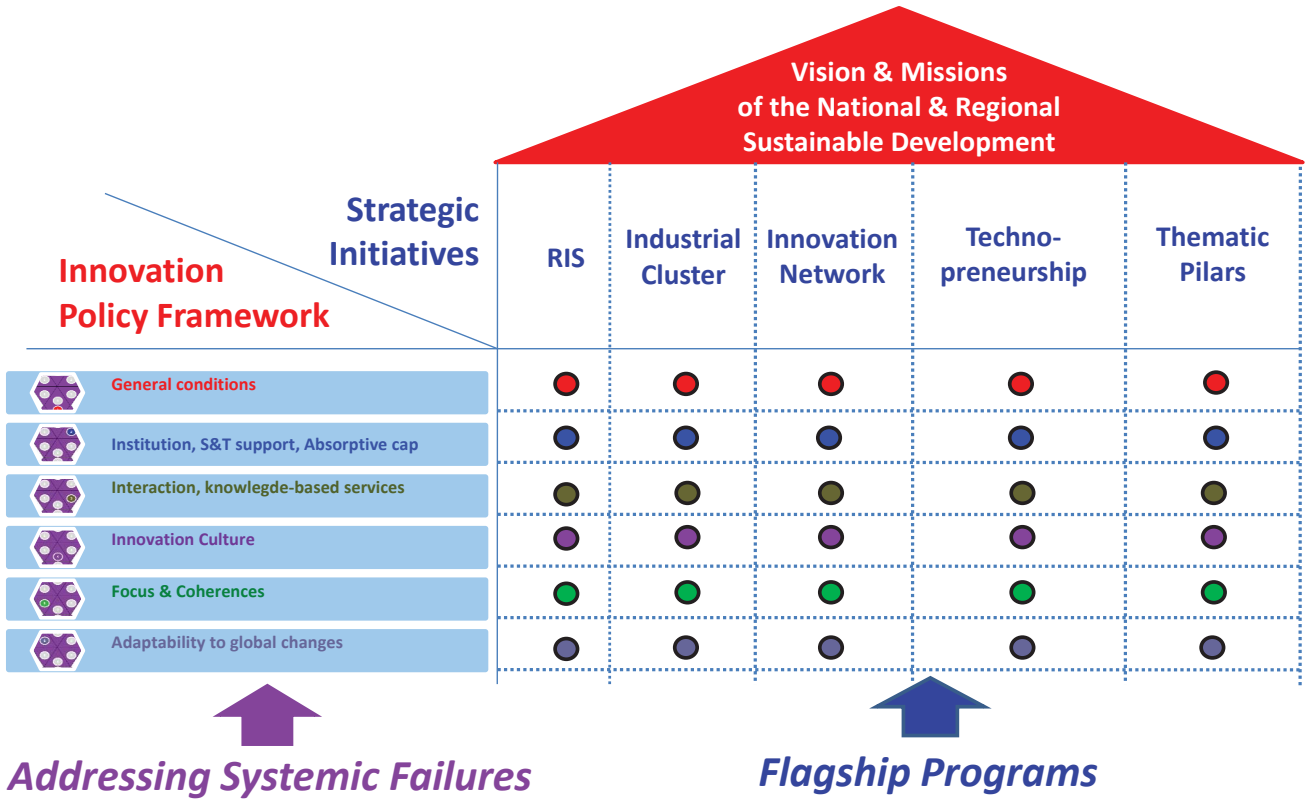 Vision & Missions
of the National & Regional
Sustainable Development
Strategic
Initiatives
Innovation
Policy Framework
RIS
Industrial
Cluster
Innovation
Network
Techno-
preneurship
Thematic
Pilars
General conditions
Institution, S&T support, Absorptive cap
Interaction, knowlegde-based services
Innovation Culture
Focus & Coherences
Adaptability to global changes
Addressing Systemic Failures
Flagship Programs